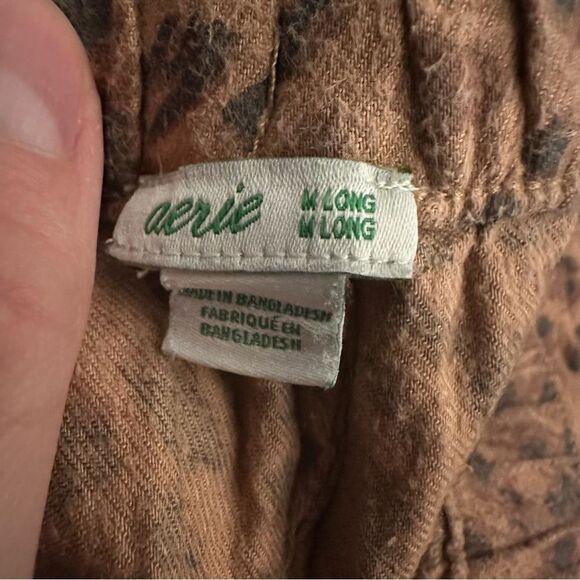 aerie
M LONG
M LONG
MADE IN BANGLADESH
FABRIQUÉ EN
BANGLADESH